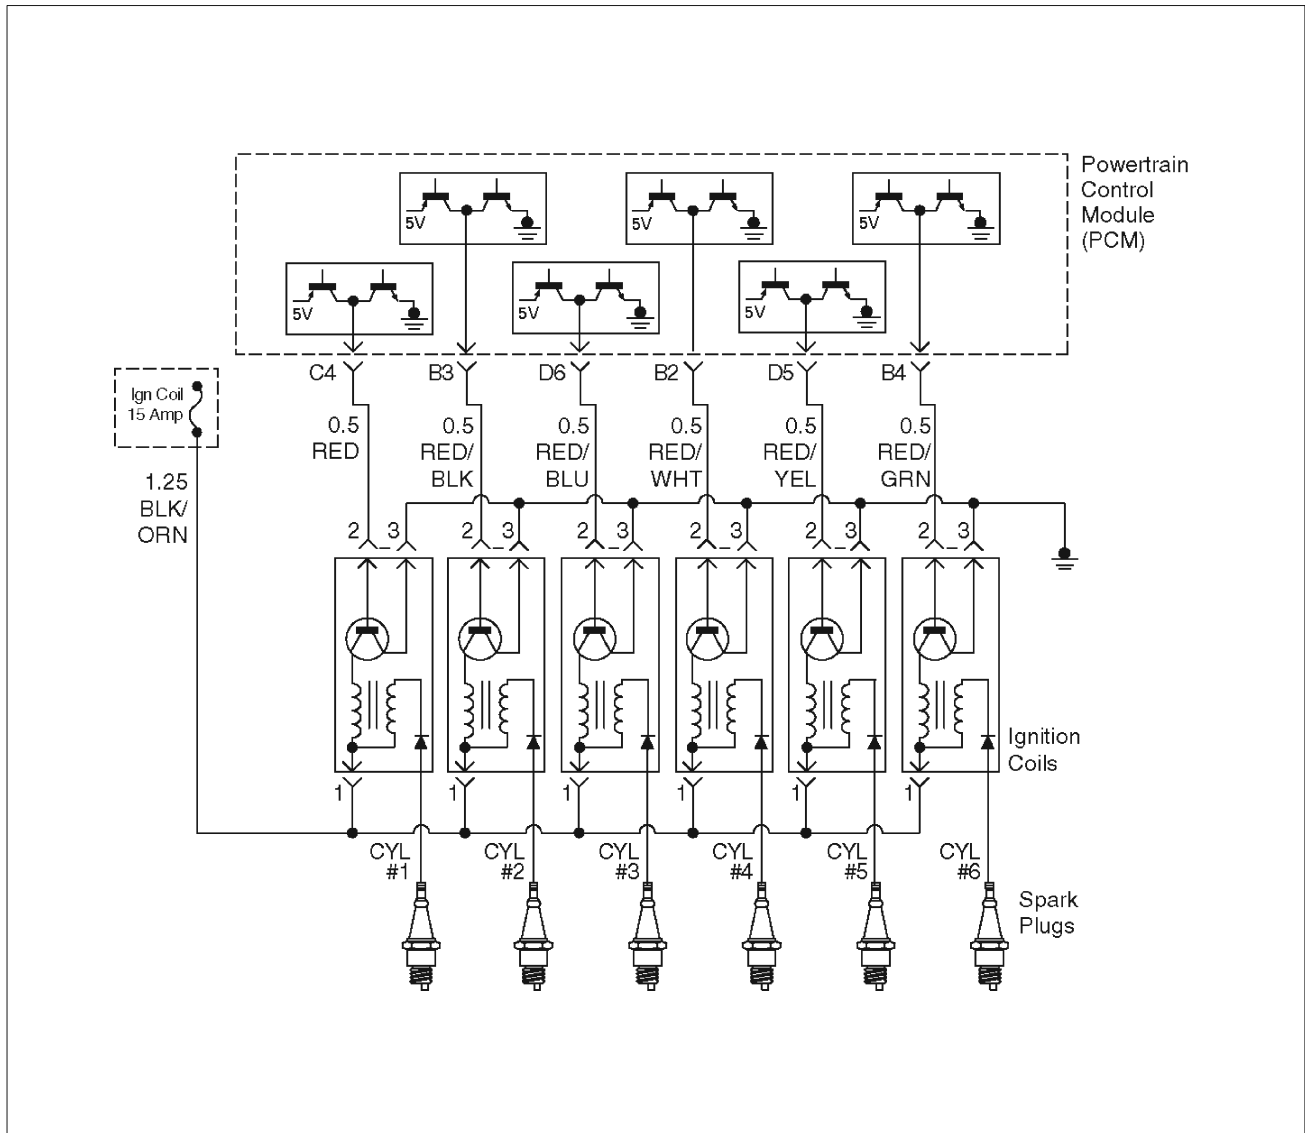 Powertrain
Control
Module
(PCM)
5V
5V
5V
5V
5V
5V
C4
B3
D6
B2
D5
B4
Ign Coil
15 Amp
0.5
RED
0.5
RED/
BLK
0.5
RED/
BLU
0.5
RED/
WHT
0.5
RED/
YEL
0.5
RED/
GRN
1.25
BLK/
ORN
2 3
2 3
2 3
2 3
2 3
2 3
Ignition
Coils
1
1
1
1
1
1
CYL
#1
CYL
#2
CYL
#3
CYL
#4
CYL
#5
CYL
#6
Spark
Plugs